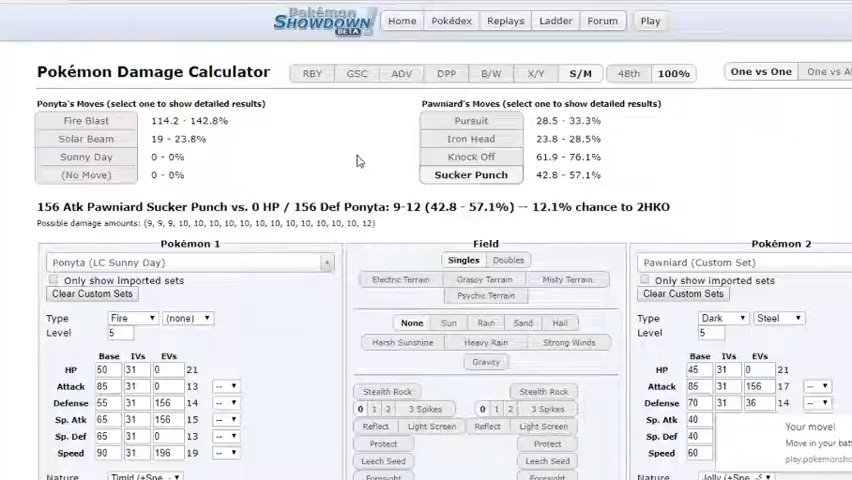 Pokémon SHOWDOWN BETA Home Pokédex Replays Ladder Forum Play
Pokémon Damage Calculator RBY GSC ADV DPP B/W X/Y S/M 48th 100% One vs One One vs Al
Ponyta's Moves (select one to show detailed results) Pawniard's Moves (select one to show detailed results)
Fire Blast 114.2 - 142.8% Pursuit 28.5 - 33.3%
Solar Beam 19 - 23.8% Iron Head 23.8 - 28.5%
Sunny Day 0 - 0% Knock Off 61.9 - 76.1%
(No Move) 0 - 0% Sucker Punch 42.8 - 57.1%
156 Atk Pawniard Sucker Punch vs. 0 HP / 156 Def Ponyta: 9-12 (42.8 - 57.1%) -- 12.1% chance to 2HKO
Possible damage amounts: (9, 9, 9, 10, 10, 10, 10, 10, 10, 10, 10, 10, 10, 10, 10, 12)
Pokémon 1 Field Pokémon 2
Ponyta (LC Sunny Day) Singles Doubles Pawniard (Custom Set)
Only show imported sets Electric Terrain Grassy Terrain Misty Terrain Only show imported sets
Clear Custom Sets Psychic Terrain Clear Custom Sets
Type Fire (none) None Sun Rain Sand Hail Type Dark Steel
Level 5 Harsh Sunshine Heavy Rain Strong Winds Level 5
Base IVs EVs Gravity Base IVs EVs
HP 50 31 0 21 HP 45 31 0 21
Attack 85 31 0 13 -- Stealth Rock Stealth Rock Attack 85 31 156 17 --
Defense 55 31 156 14 -- 0 1 2 3 Spikes 0 1 2 3 Spikes Defense 70 31 36 14 --
Sp. Atk 65 31 156 15 -- Reflect Light Screen Reflect Light Screen Sp. Atk 40
Sp. Def 65 31 0 13 -- Protect Protect Sp. Def 40
Speed 90 31 196 19 -- Leech Seed Leech Seed Speed 60
Nature Timid (+Spe, Foresight Foresight Nature Jolly (+Spe, -S
Your move!
Move in your batt
play.pokemonsho